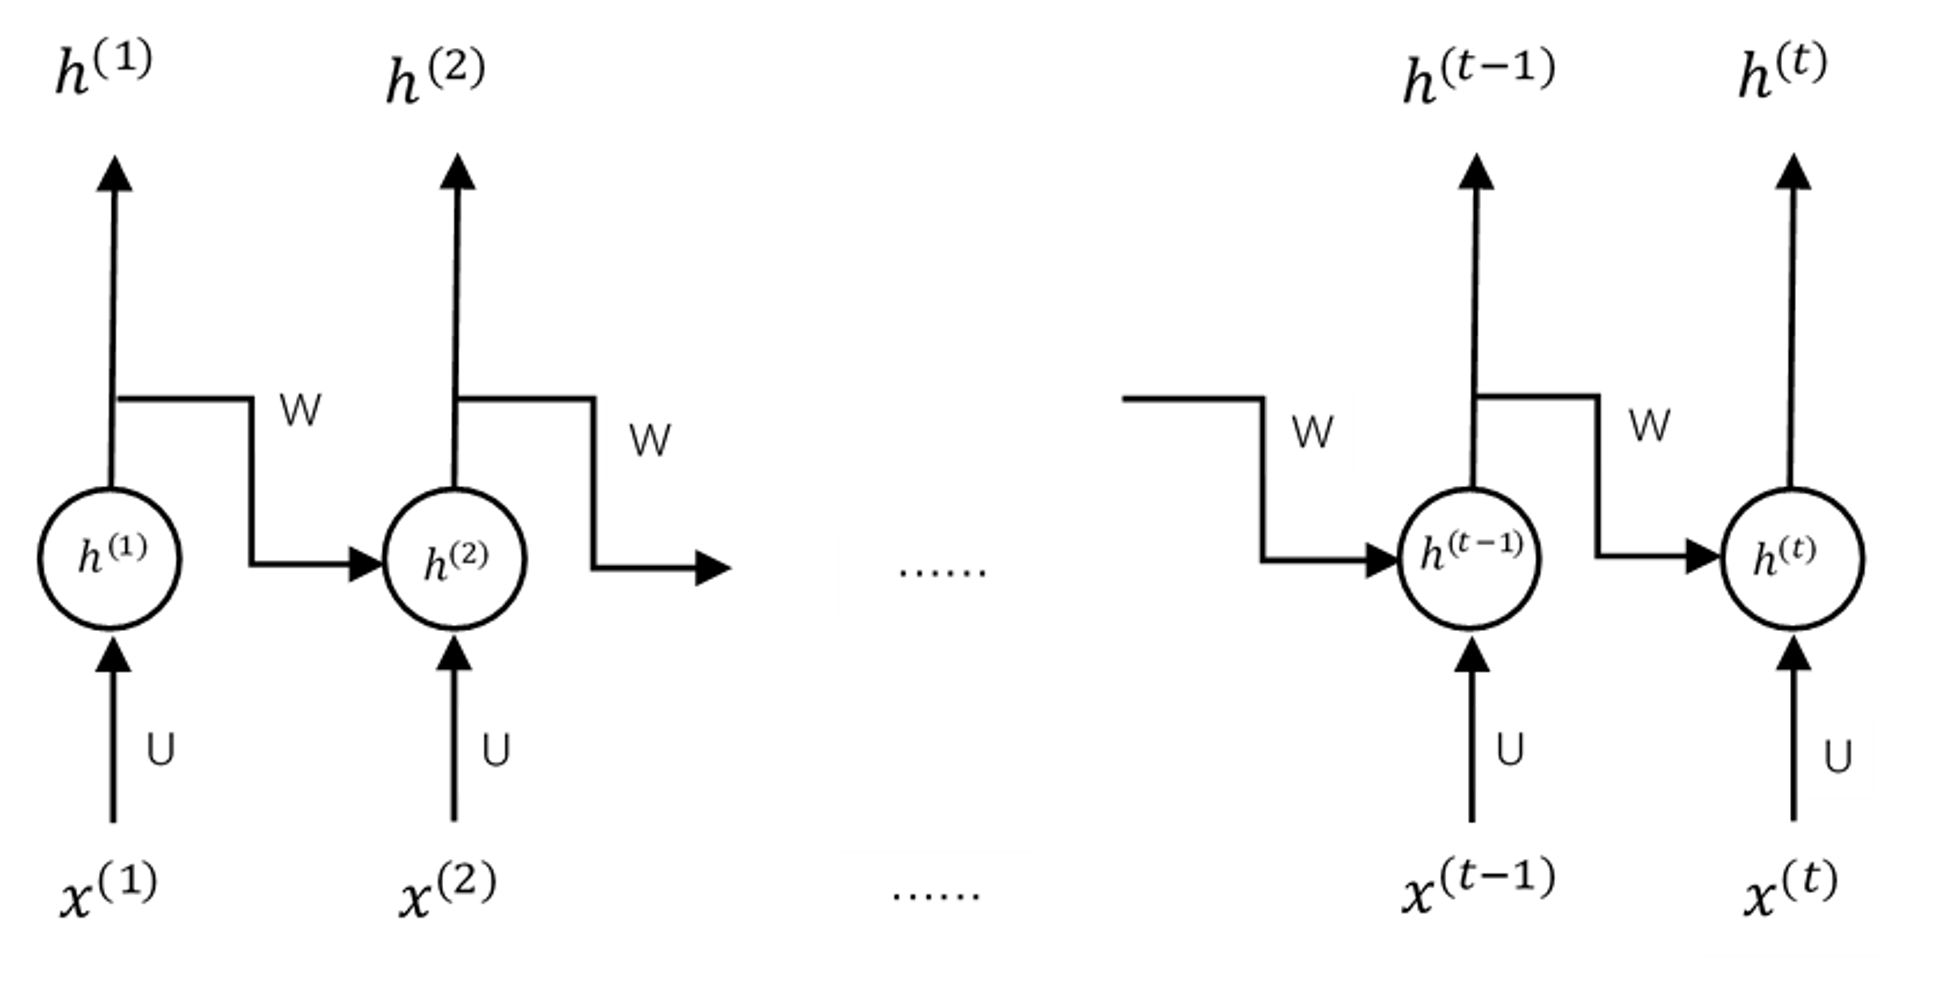 h^(1) h^(2) h^(t−1) h^(t)
W W W W
h^(1) h^(2) ...... h^(t−1) h^(t)
U U U U
x^(1) x^(2) ...... x^(t−1) x^(t)